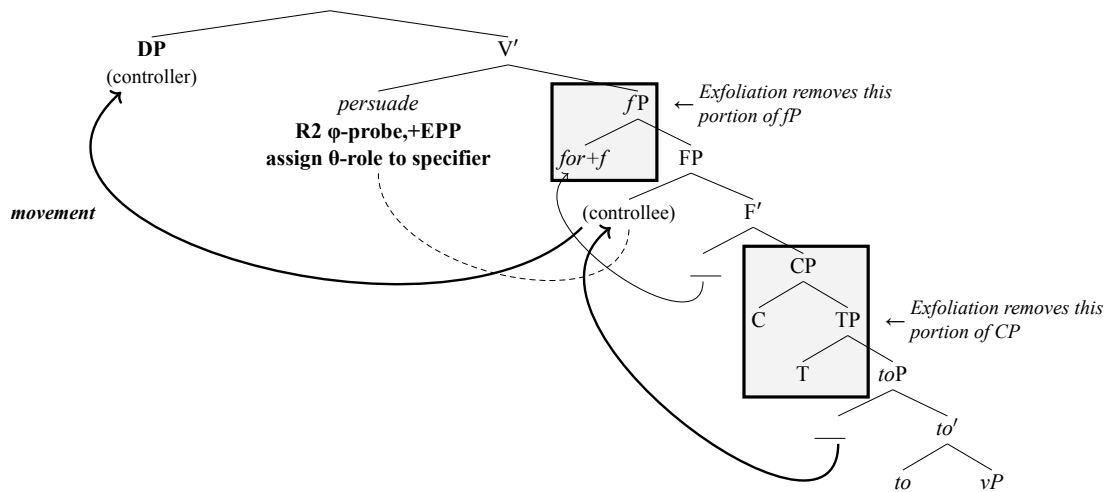 DP
(controller)
V′
persuade
R2 φ-probe,+EPP
assign θ-role to specifier
fP
← Exfoliation removes this
portion of fP
for+f
FP
movement
(controllee)
F′
CP
C
TP
← Exfoliation removes this
portion of CP
T
toP
to′
to
vP